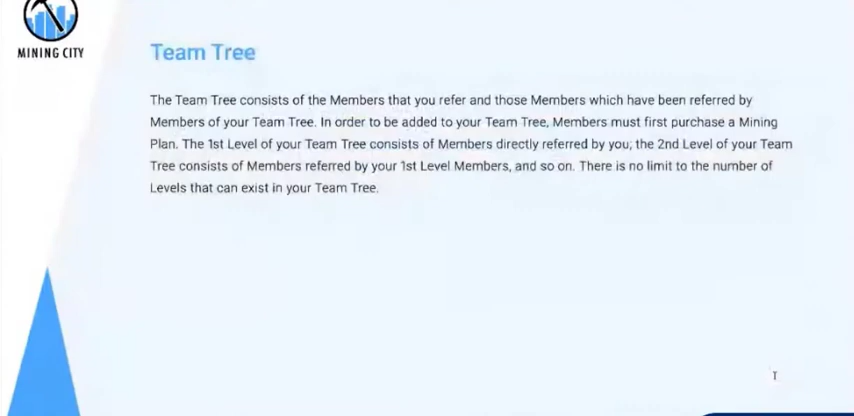 MINING CITY
Team Tree
The Team Tree consists of the Members that you refer and those Members which have been referred by
Members of your Team Tree. In order to be added to your Team Tree, Members must first purchase a Mining
Plan. The 1st Level of your Team Tree consists of Members directly referred by you; the 2nd Level of your Team
Tree consists of Members referred by your 1st Level Members, and so on. There is no limit to the number of
Levels that can exist in your Team Tree.